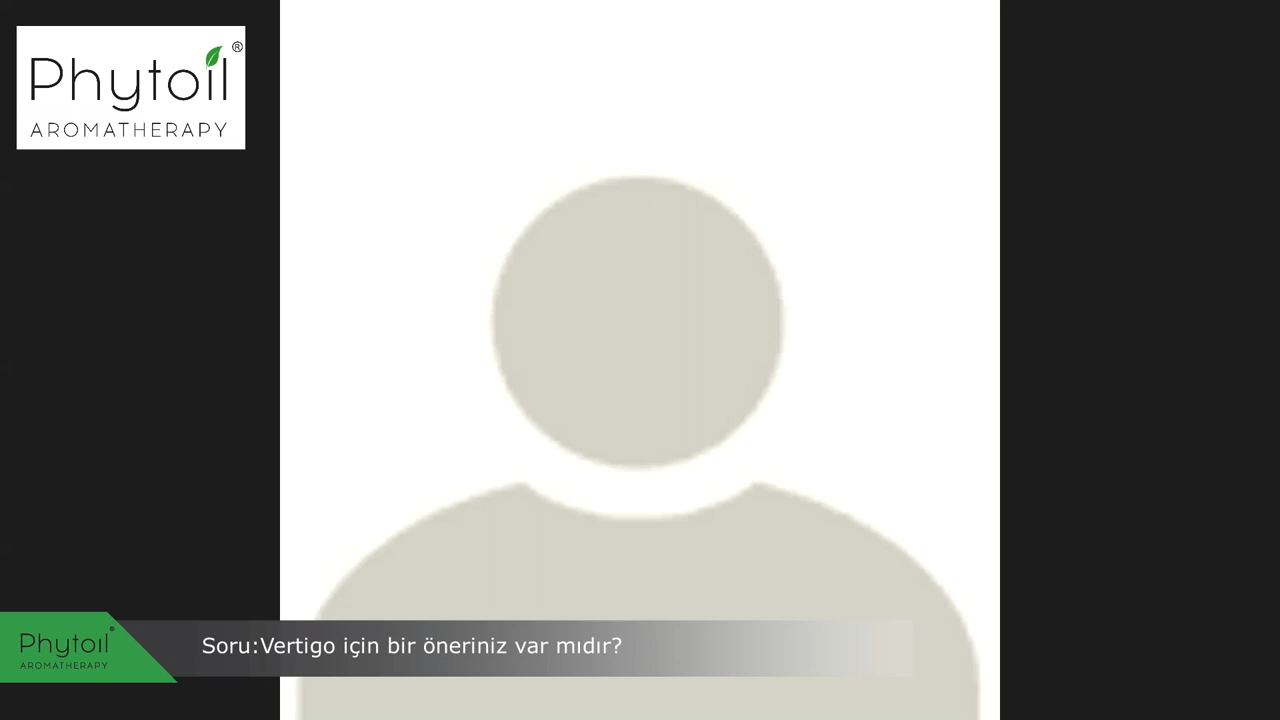 Phytoil ®
AROMATHERAPY
Phytoil
AROMATHERAPY
Soru:Vertigo için bir öneriniz var mıdır?